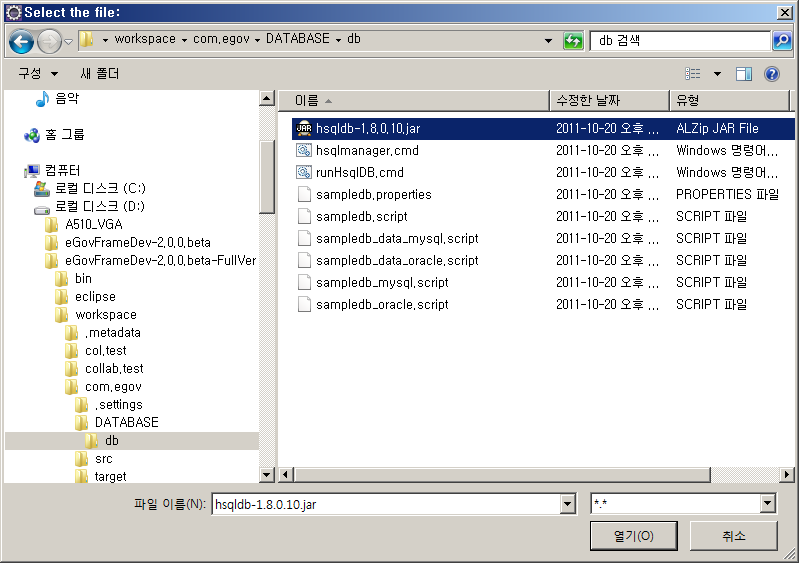 Select the file:
workspace com.egov DATABASE db
db 검색
구성 새 폴더
음악
홈 그룹
컴퓨터
로컬 디스크 (C:)
로컬 디스크 (D:)
A510_VGA
eGovFrameDev-2.0.0.beta
eGovFrameDev-2.0.0.beta-FullVer
bin
eclipse
workspace
.metadata
col.test
collab.test
com.egov
.settings
DATABASE
db
src
target
이름 수정한 날짜 유형
hsqldb-1.8.0.10.jar 2011-10-20 오후 ... ALZip JAR File
hsqlmanager.cmd 2011-10-20 오후 ... Windows 명령어...
runHsqlDB.cmd 2011-10-20 오후 ... Windows 명령어...
sampledb.properties 2011-10-20 오후 ... PROPERTIES 파일
sampledb.script 2011-10-20 오후 ... SCRIPT 파일
sampledb_data_mysql.script 2011-10-20 오후 ... SCRIPT 파일
sampledb_data_oracle.script 2011-10-20 오후 ... SCRIPT 파일
sampledb_mysql.script 2011-10-20 오후 ... SCRIPT 파일
sampledb_oracle.script 2011-10-20 오후 ... SCRIPT 파일
파일 이름(N): hsqldb-1.8.0.10.jar *.*
열기(O) 취소